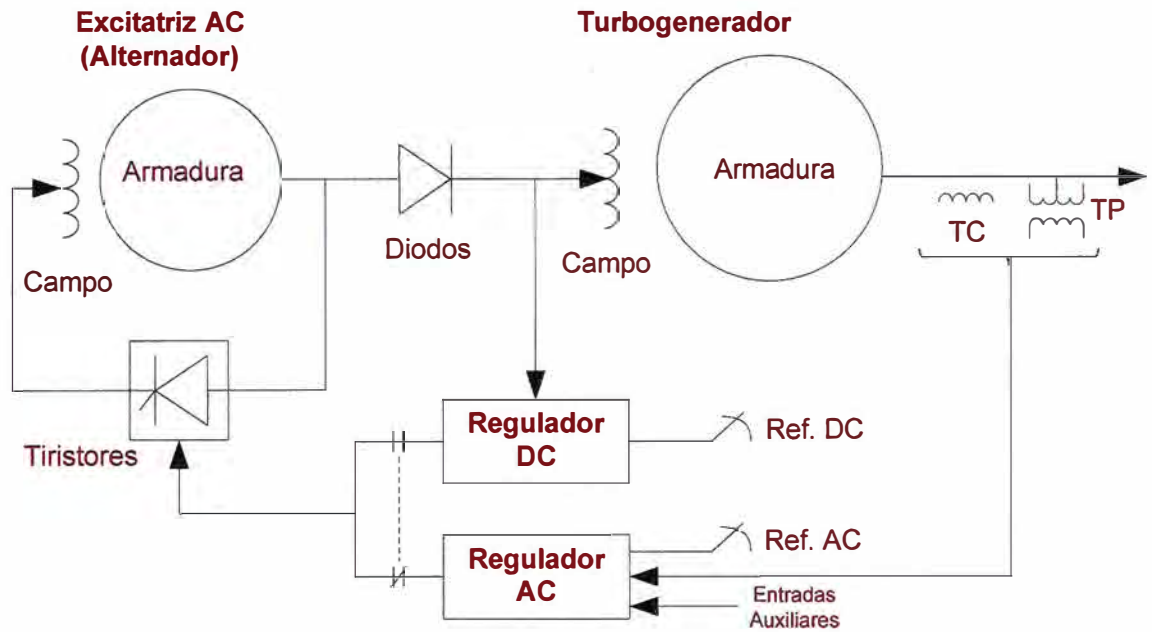 Excitatriz AC
(Alternador)
Turbogenerador
Armadura
Armadura
TP
TC
Diodos
Campo
Campo
Regulador
DC
Ref. DC
Tiristores
Regulador
AC
Ref. AC
Entradas
Auxiliares